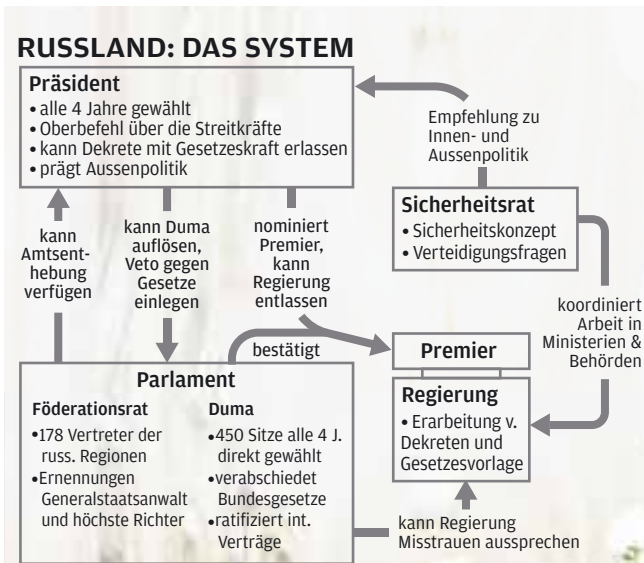 RUSSLAND: DAS SYSTEM
Präsident
• alle 4 Jahre gewählt
• Oberbefehl über die Streitkräfte
• kann Dekrete mit Gesetzeskraft erlassen
• prägt Aussenpolitik
Empfehlung zu
Innen- und
Aussenpolitik
Sicherheitsrat
• Sicherheitskonzept
• Verteidigungsfragen
kann
Amtsent-
hebung
verfügen
kann Duma
auflösen,
Veto gegen
Gesetze
einlegen
nominiert
Premier,
kann
Regierung
entlassen
koordiniert
Arbeit in
Ministerien &
Behörden
bestätigt
Premier
Parlament
Föderationsrat
•178 Vertreter der
russ. Regionen
•Ernennungen
Generalstaatsanwalt
und höchste Richter
Duma
•450 Sitze alle 4 J.
direkt gewählt
•verabschiedet
Bundesgesetze
•ratifiziert int.
Verträge
Regierung
• Erarbeitung v.
Dekreten und
Gesetzesvorlage
kann Regierung
Misstrauen aussprechen